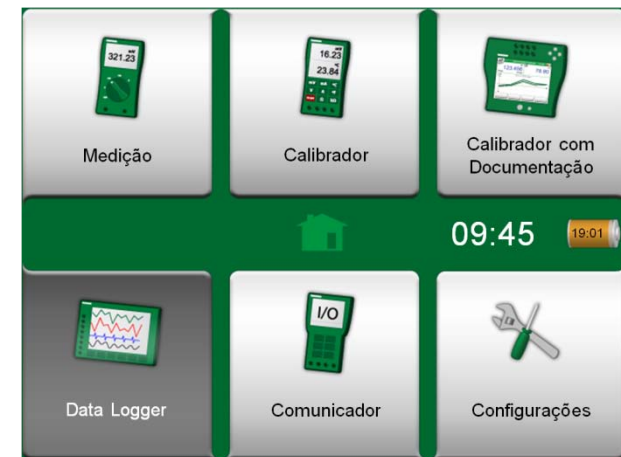 321.23
16.23
23.84
Medição
Calibrador
Calibrador com
Documentação
09:45
19:01
I/O
Data Logger
Comunicador
Configurações